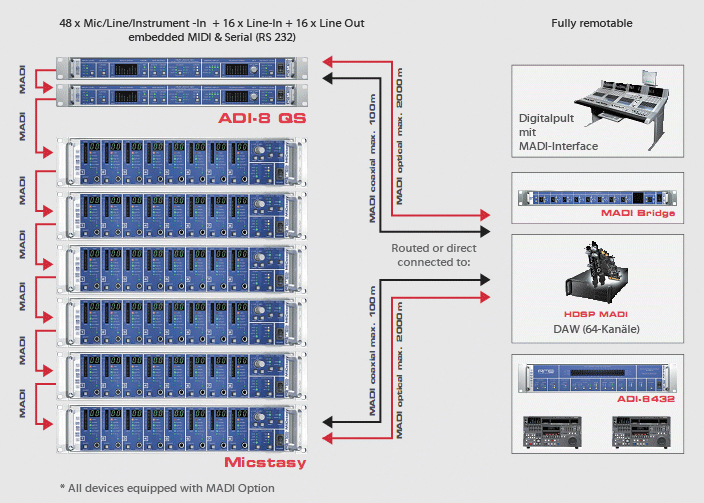 48 x Mic/Line/Instrument -In + 16 x Line-In + 16 x Line Out
embedded MIDI & Serial (RS 232)
Fully remotable
MADI
MADI
MADI
MADI
MADI
MADI
MADI
ADI-8 QS
Micstasy
MADI coaxial max. 100m
MADI optical max. 2000m
Routed or direct
connected to:
MADI coaxial max. 100m
MADI optical max. 2000m
Digitalpult
mit
MADI-Interface
MADI Bridge
HDSP MADI
DAW (64-Kanäle)
ADI-6432
* All devices equipped with MADI Option